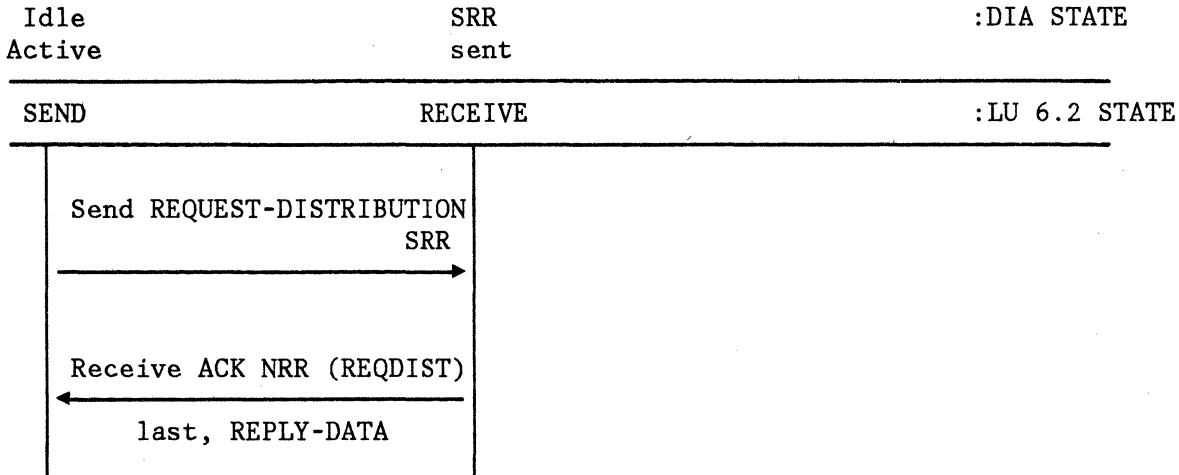 Idle SRR :DIA STATE
Active sent
SEND RECEIVE :LU 6.2 STATE
Send REQUEST-DISTRIBUTION
SRR
Receive ACK NRR (REQDIST)
last, REPLY-DATA